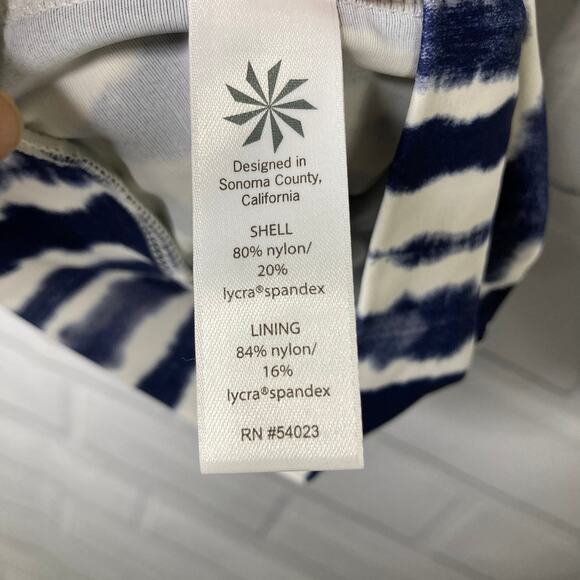 Designed in
Sonoma County,
California
SHELL
80% nylon/
20%
lycra®spandex
LINING
84% nylon/
16%
lycra®spandex
RN #54023